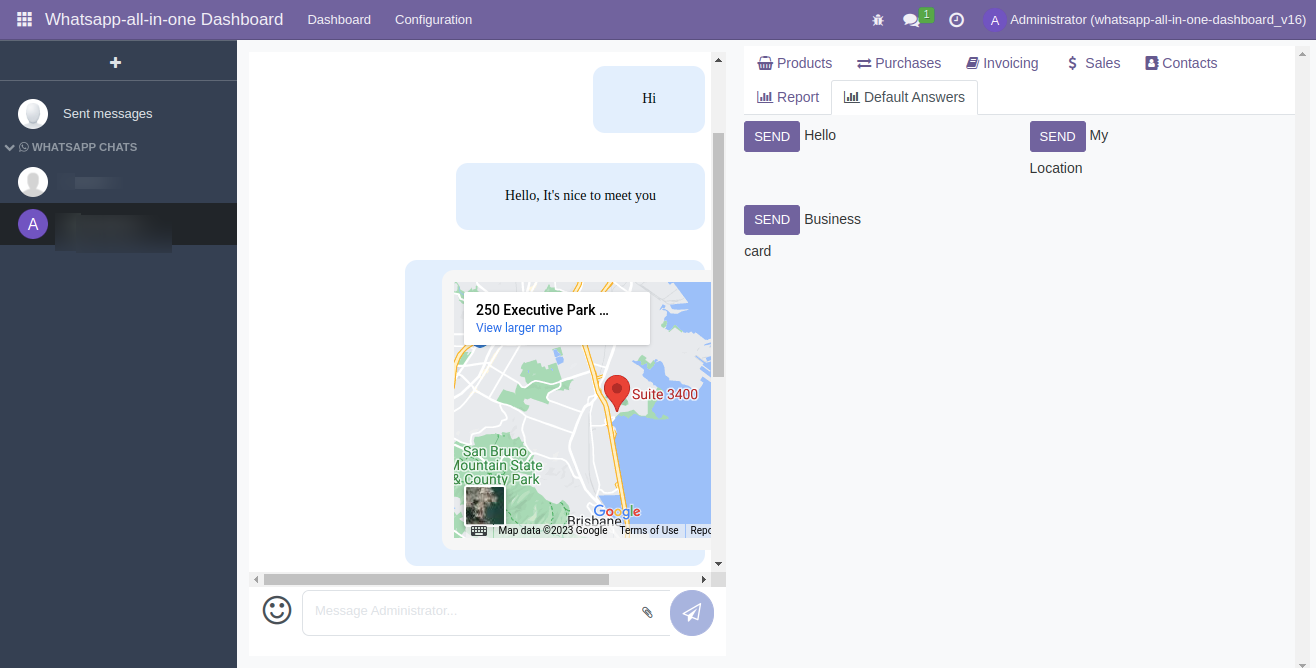 Whatsapp-all-in-one Dashboard Dashboard Configuration 1 A Administrator (whatsapp-all-in-one-dashboard_v16)
+
Sent messages
WHATSAPP CHATS
A
Hi
Hello, It's nice to meet you
250 Executive Park ...
View larger map
Suite 3400
San Bruno
Mountain State
& County Park
Google
Brisbane
Map data ©2023 Google Terms of Use Repo
Message Administrator...
Products Purchases Invoicing $ Sales Contacts
Report Default Answers
SEND Hello
SEND My
Location
SEND Business
card